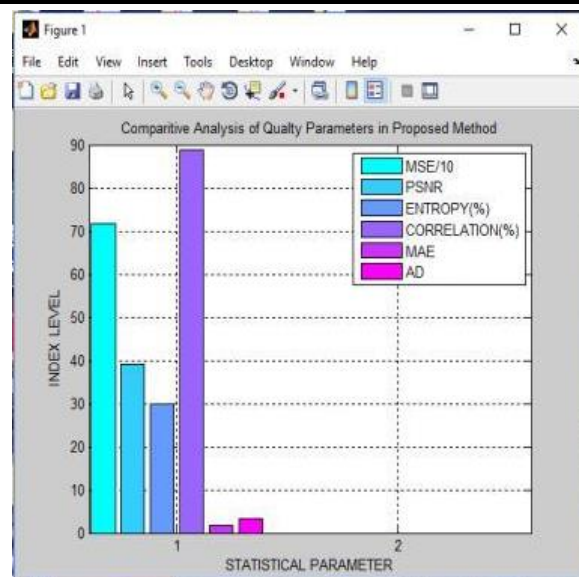 Figure 1
File Edit View Insert Tools Desktop Window Help
Comparitive Analysis of Qualty Parameters in Proposed Method
90
80
70
60
50
40
30
20
10
0
INDEX LEVEL
MSE/10
PSNR
ENTROPY(%)
CORRELATION(%)
MAE
AD
1 2
STATISTICAL PARAMETER